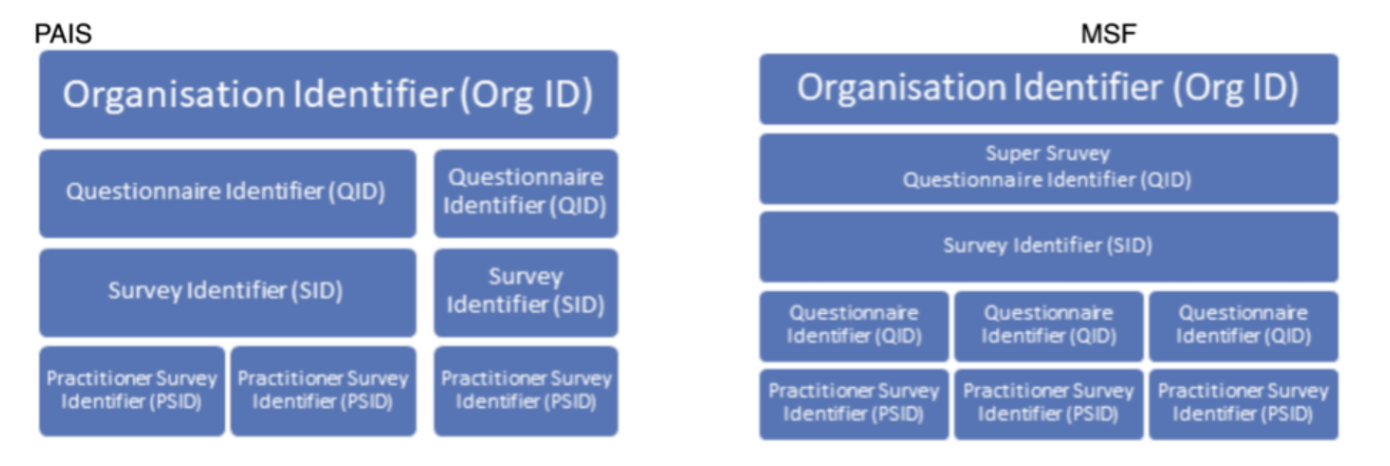 PAIS
Organisation Identifier (Org ID)
Questionnaire Identifier (QID)
Questionnaire
Identifier (QID)
Survey Identifier (SID)
Survey
Identifier (SID)
Practitioner Survey
Identifier (PSID)
Practitioner Survey
Identifier (PSID)
Practitioner Survey
Identifier (PSID)
MSF
Organisation Identifier (Org ID)
Super Sruvey
Questionnaire Identifier (QID)
Survey Identifier (SID)
Questionnaire
Identifier (QID)
Questionnaire
Identifier (QID)
Questionnaire
Identifier (QID)
Practitioner Survey
Identifier (PSID)
Practitioner Survey
Identifier (PSID)
Practitioner Survey
Identifier (PSID)